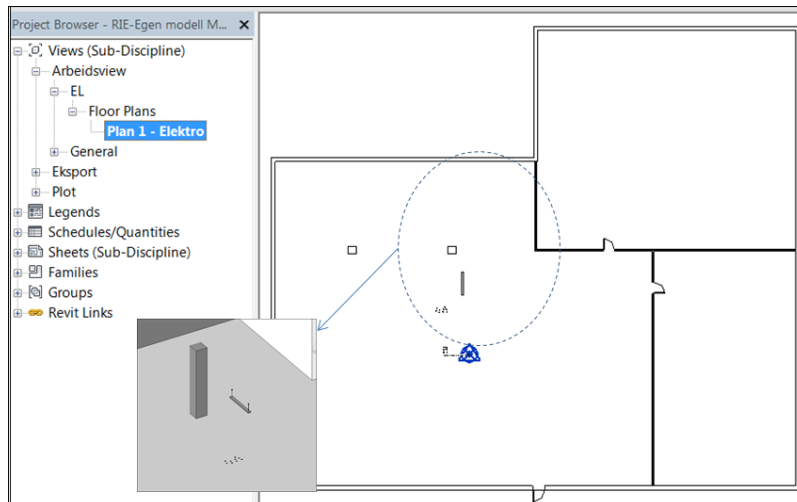 Project Browser - RIE-Egen modell M...
Views (Sub-Discipline)
Arbeidsview
EL
Floor Plans
Plan 1 - Elektro
General
Eksport
Plot
Legends
Schedules/Quantities
Sheets (Sub-Discipline)
Families
Groups
Revit Links